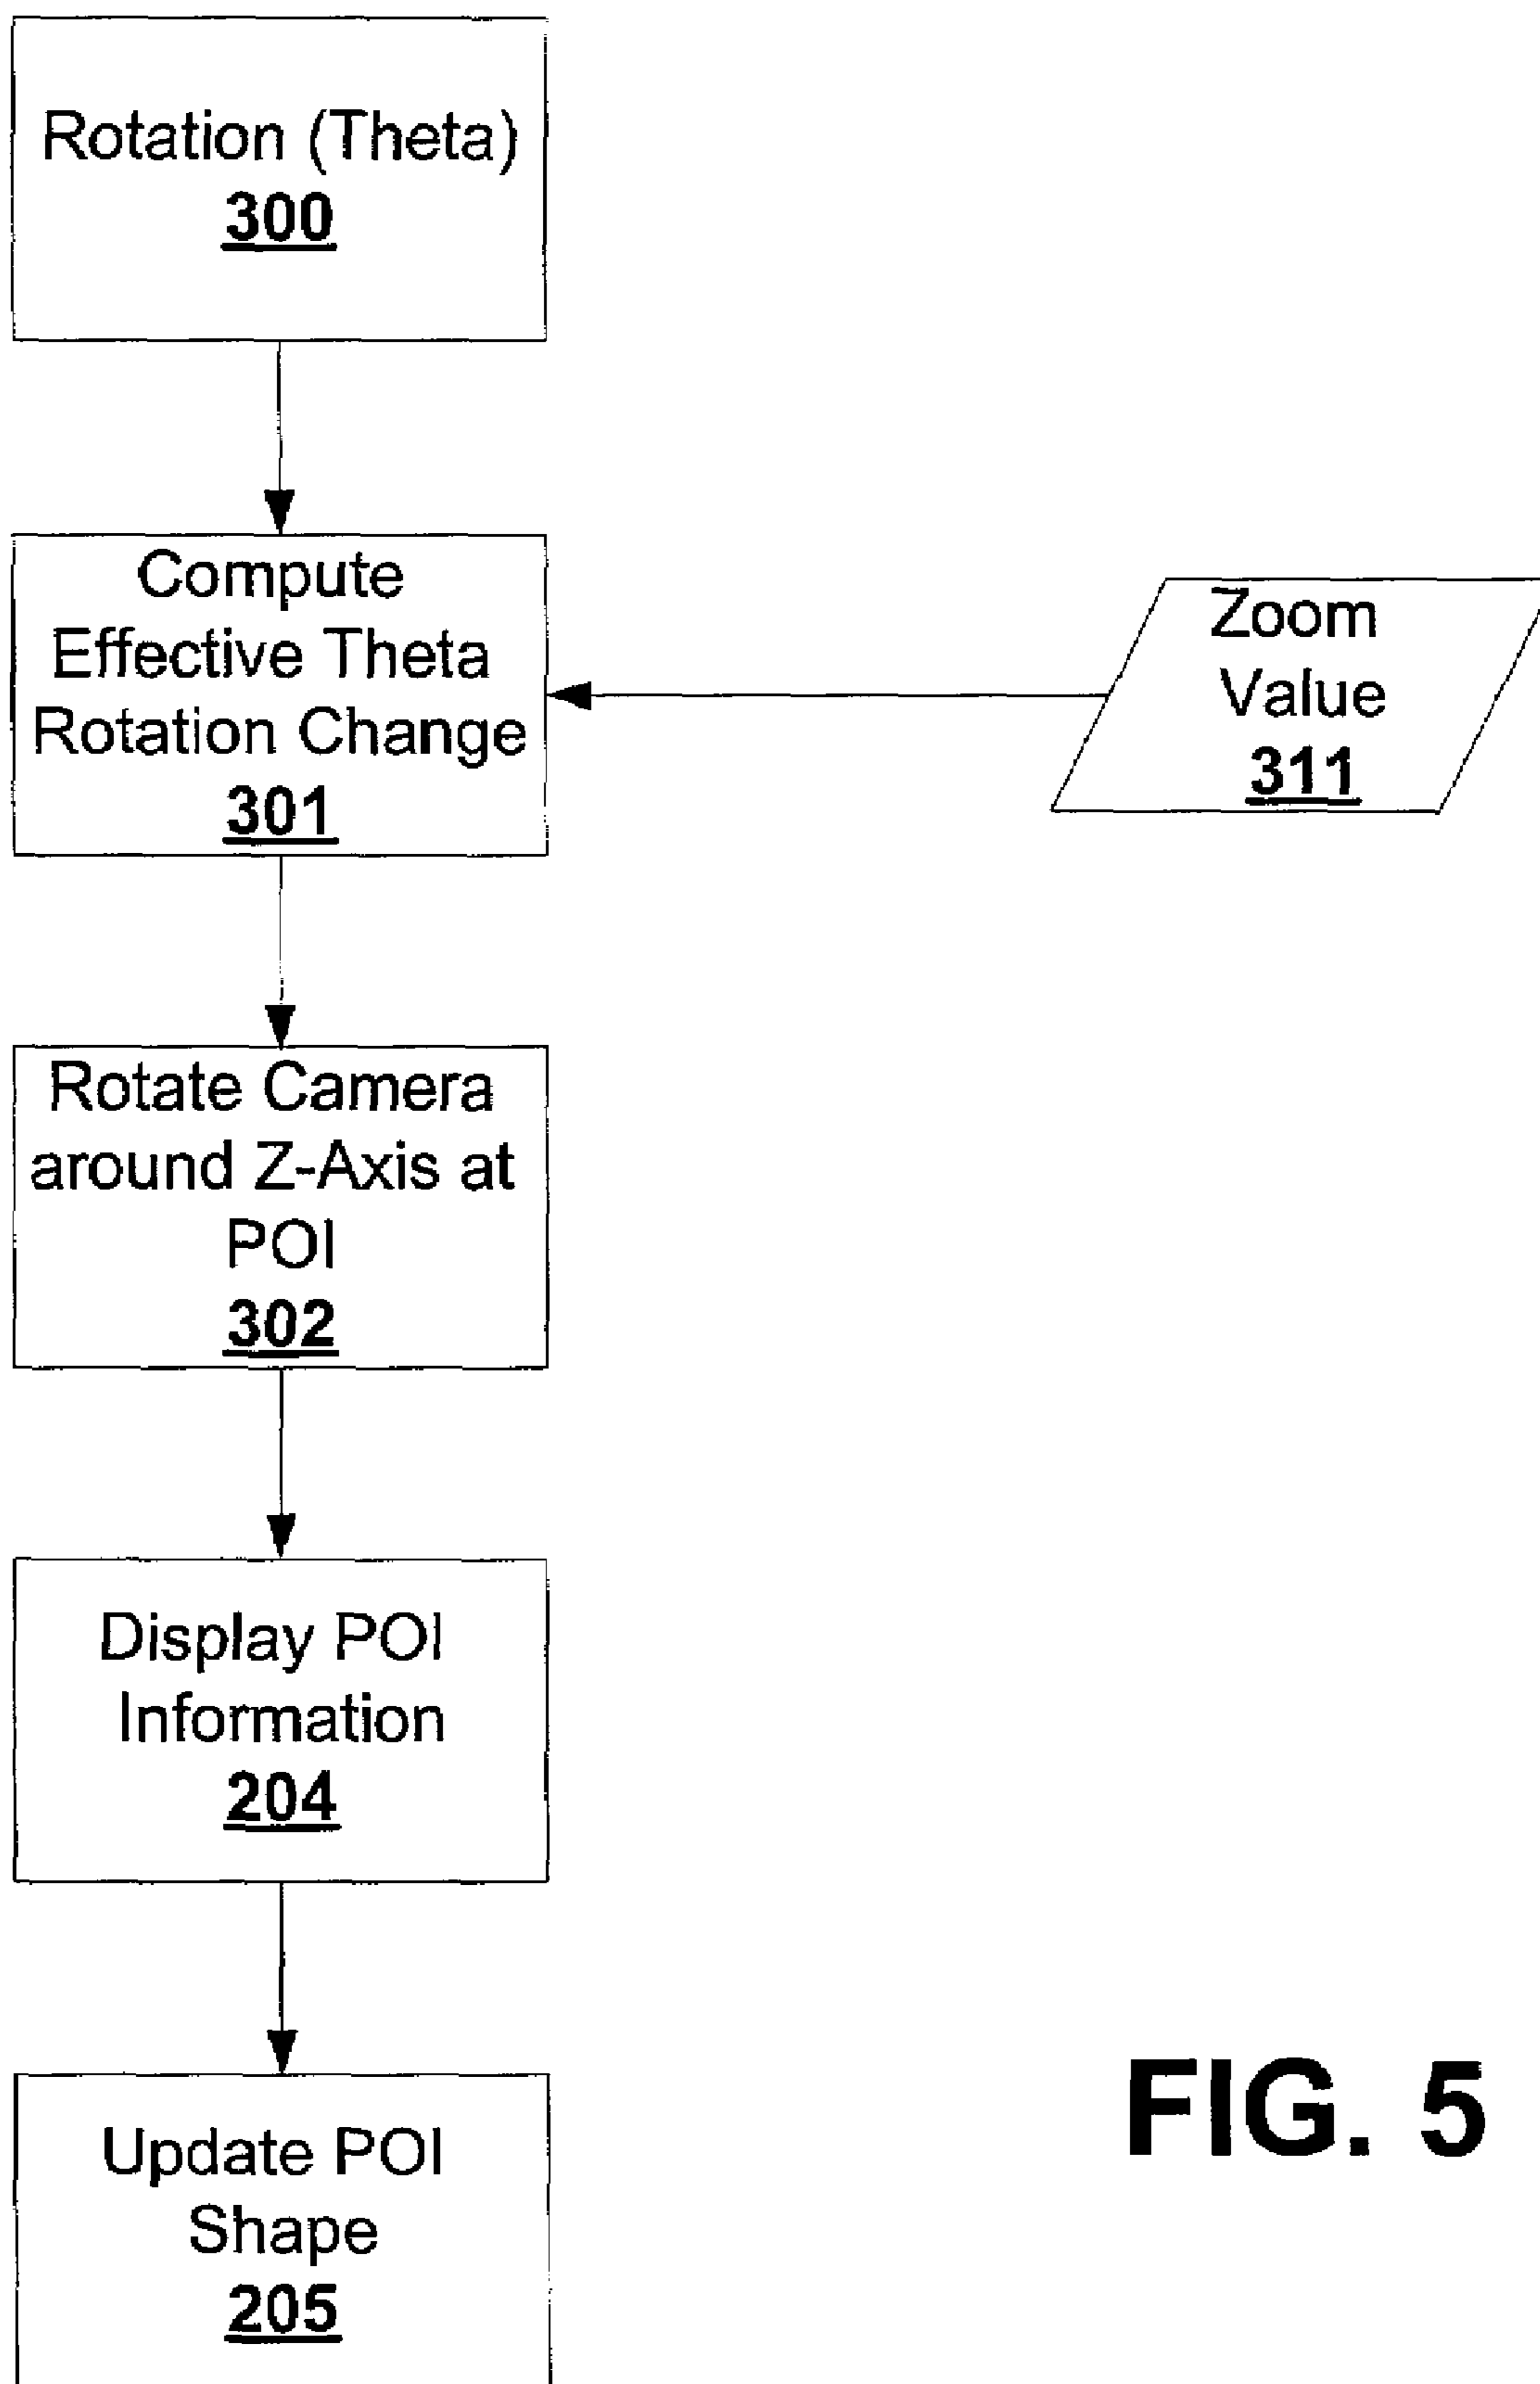 Rotation (Theta)
300
Compute
Effective Theta
Rotation Change
301
Zoom
Value
311
Rotate Camera
around Z-Axis at
POI
302
Display POI
Information
204
Update POI
Shape
205
FIG. 5